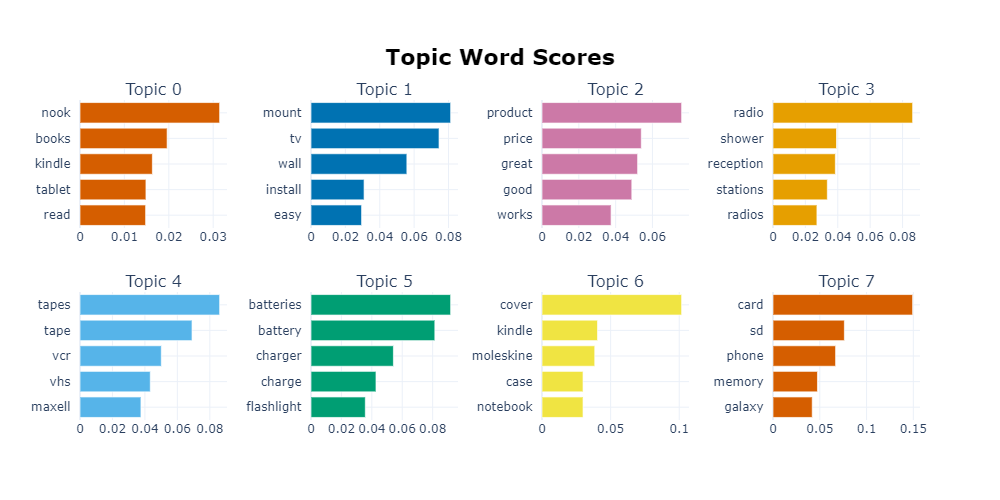 Topic Word Scores
Topic 0
nook
books
kindle
tablet
read
0 0.01 0.02 0.03
Topic 1
mount
tv
wall
install
easy
0 0.02 0.04 0.06 0.08
Topic 2
product
price
great
good
works
0 0.02 0.04 0.06
Topic 3
radio
shower
reception
stations
radios
0 0.02 0.04 0.06 0.08
Topic 4
tapes
tape
vcr
vhs
maxell
0 0.02 0.04 0.06 0.08
Topic 5
batteries
battery
charger
charge
flashlight
0 0.02 0.04 0.06 0.08
Topic 6
cover
kindle
moleskine
case
notebook
0 0.05 0.1
Topic 7
card
sd
phone
memory
galaxy
0 0.05 0.1 0.15